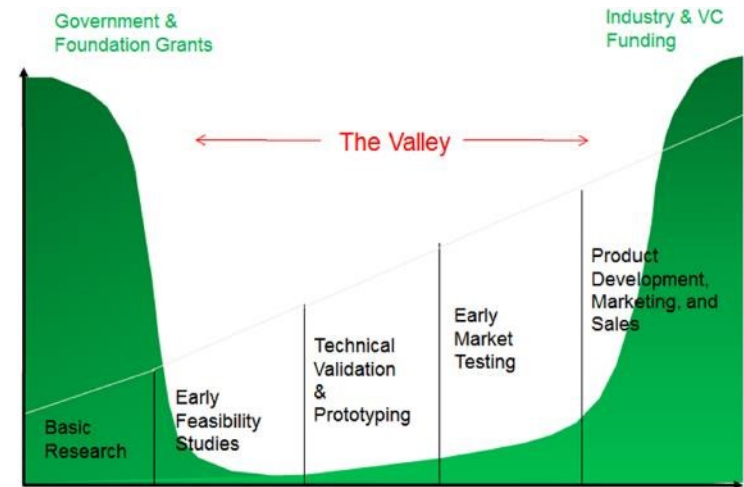 Government &
Foundation Grants
Industry & VC
Funding
The Valley
Basic
Research
Early
Feasibility
Studies
Technical
Validation
&
Prototyping
Early
Market
Testing
Product
Development,
Marketing, and
Sales